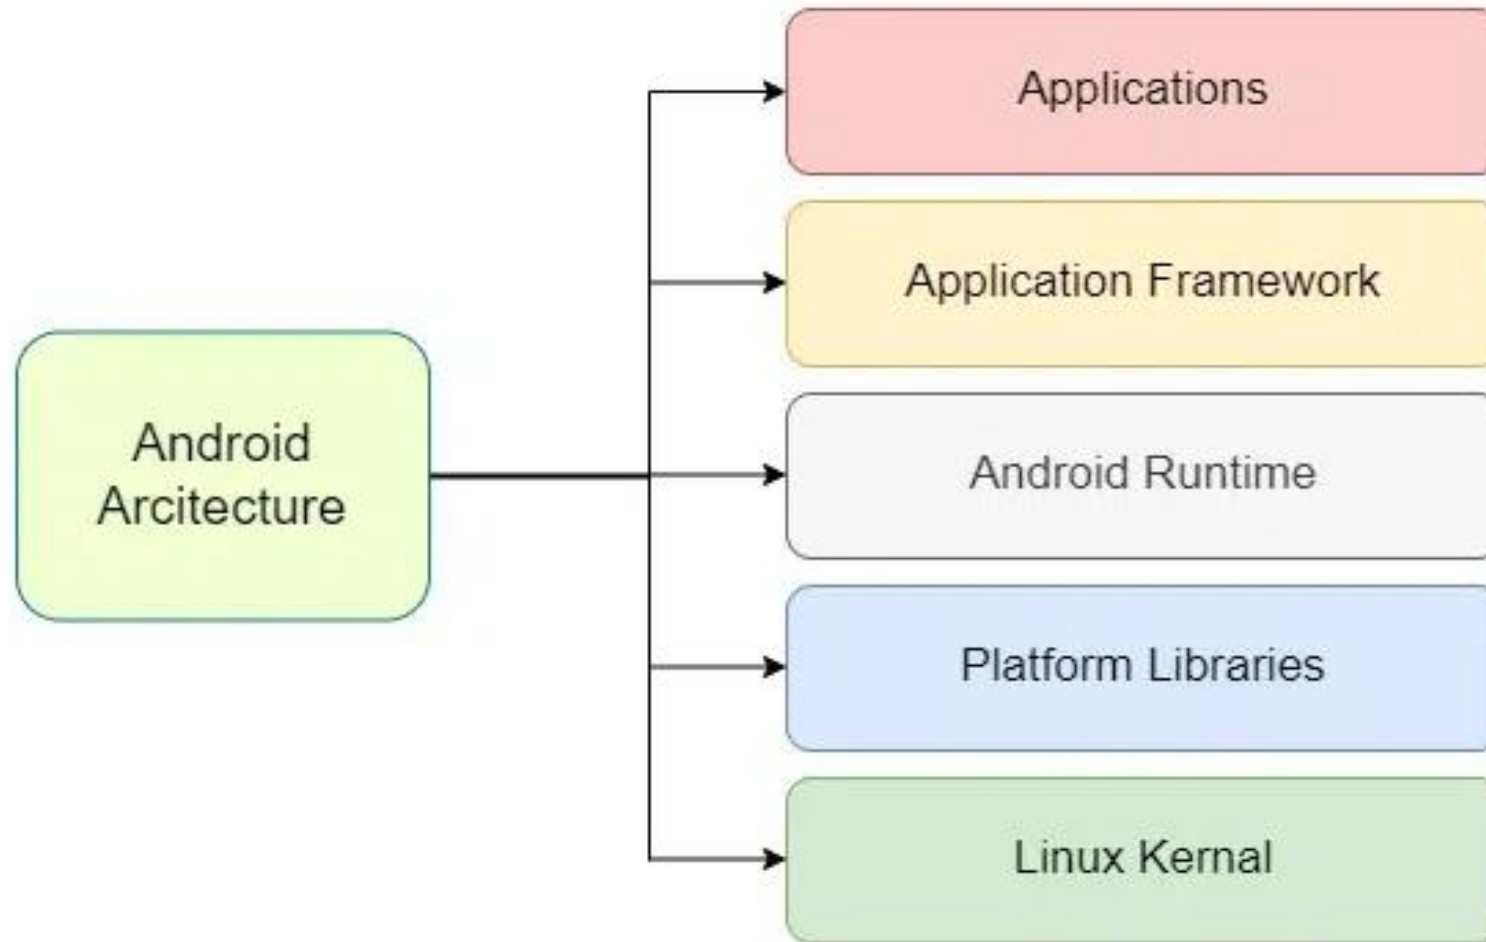 Android
Arcitecture
Applications
Application Framework
Android Runtime
Platform Libraries
Linux Kernal